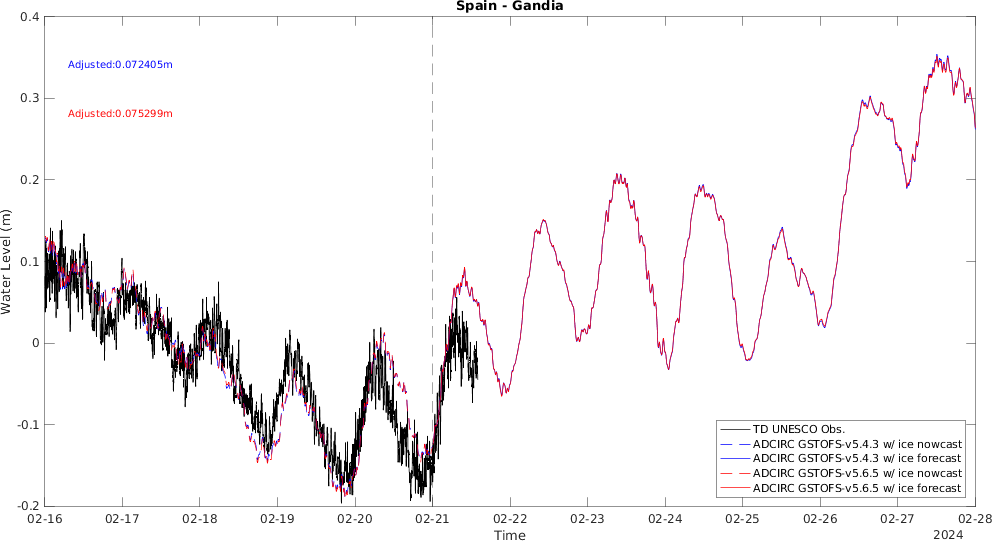 Spain - Gandia
Adjusted:0.072405m
Adjusted:0.075299m
Water Level (m)
0.4
0.3
0.2
0.1
0
-0.1
-0.2
02-16
02-17
02-18
02-19
02-20
02-21
02-22
02-23
02-24
02-25
02-26
02-27
02-28
Time
2024
TD UNESCO Obs.
ADCIRC GSTOFS-v5.4.3 w/ ice nowcast
ADCIRC GSTOFS-v5.4.3 w/ ice forecast
ADCIRC GSTOFS-v5.6.5 w/ ice nowcast
ADCIRC GSTOFS-v5.6.5 w/ ice forecast